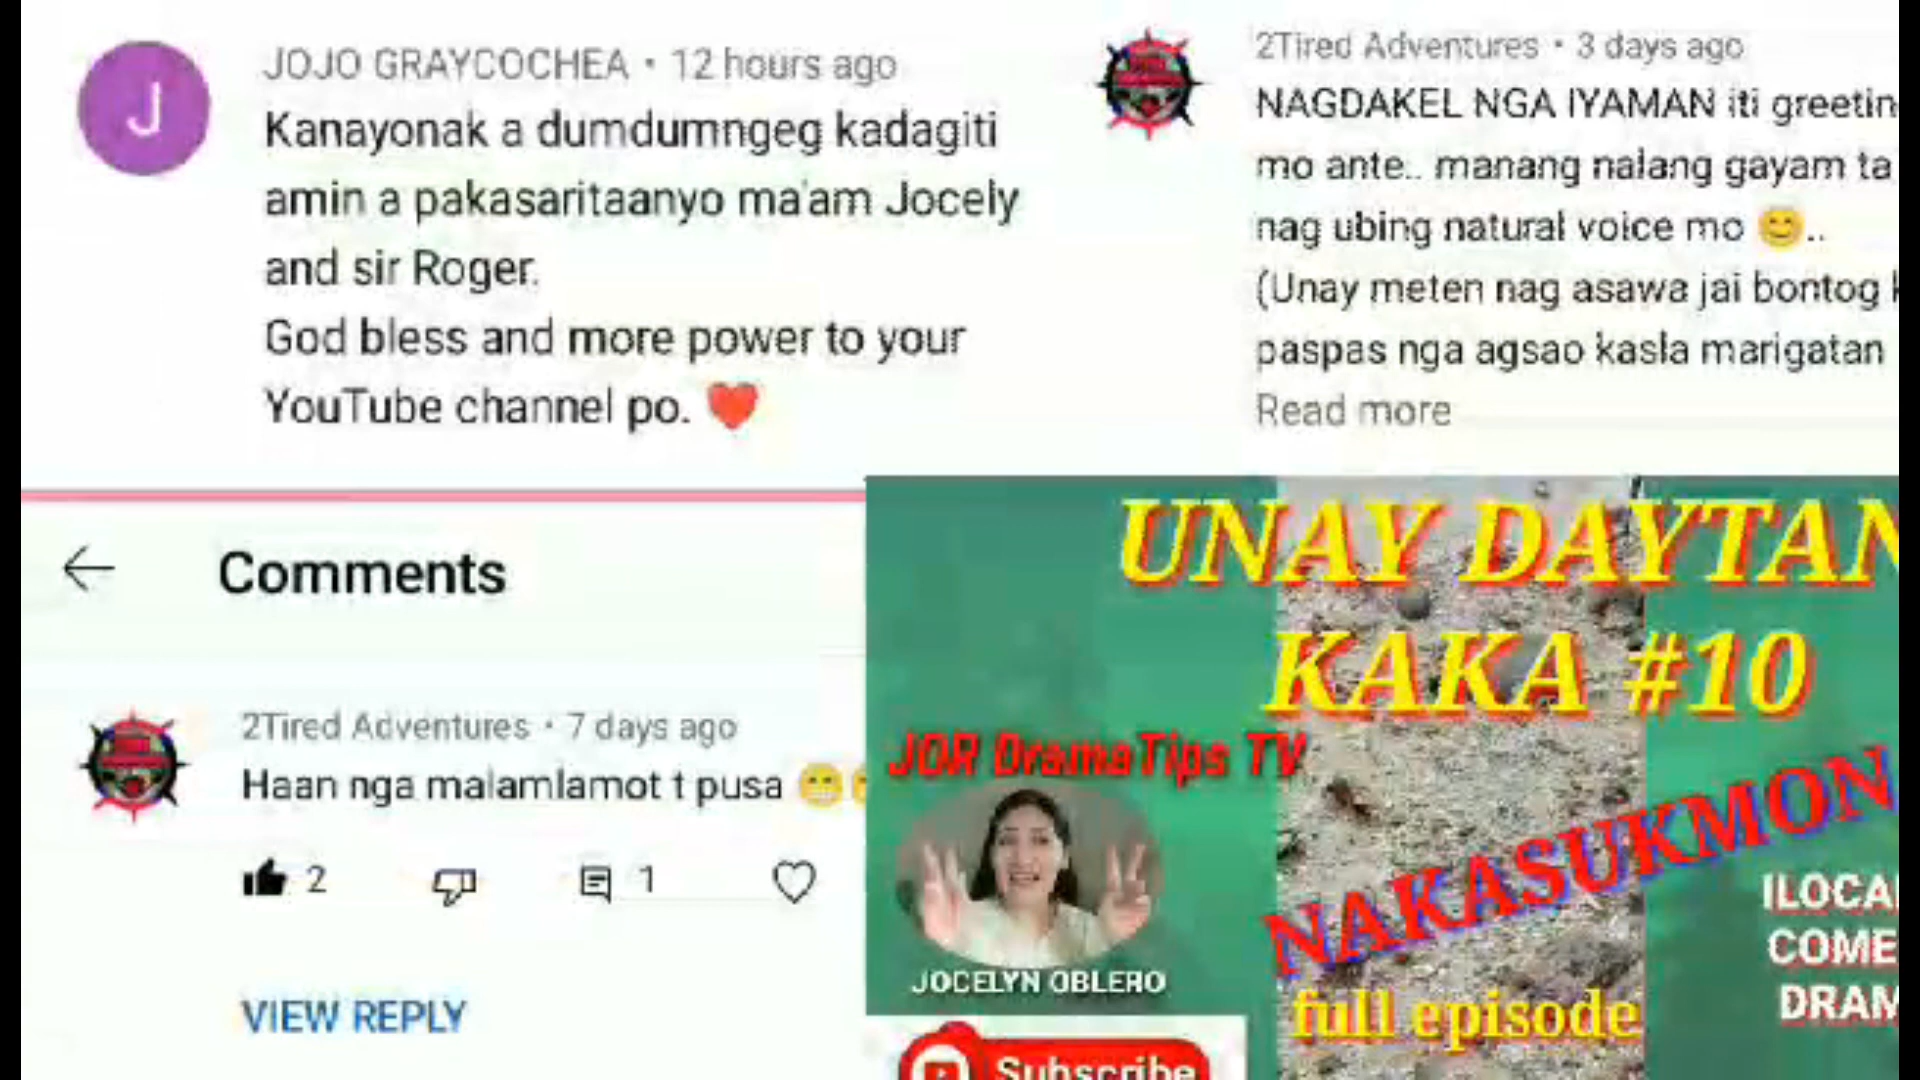 J
JOJO GRAYCOCHEA • 12 hours ago
Kanayonak a dumdumngeg kadagiti
amin a pakasaritaanyo ma'am Jocely
and sir Roger.
God bless and more power to your
YouTube channel po. ❤️
2Tired Adventures • 3 days ago
NAGDAKEL NGA IYAMAN iti greetin
mo ante.. manang nalang gayam ta
nag ubing natural voice mo 😊..
(Unay meten nag asawa jai bontog
paspas nga agsao kasla marigatan
Read more
Comments
2Tired Adventures • 7 days ago
Haan nga malamlamot t pusa 😁
2
1
VIEW REPLY
UNAY DAYTAN
KAKA #10
JOR DramaTips TV
NAKASUKMON
JOCELYN OBLERO
full episode
ILOCA
COME
DRAM
Subscribe